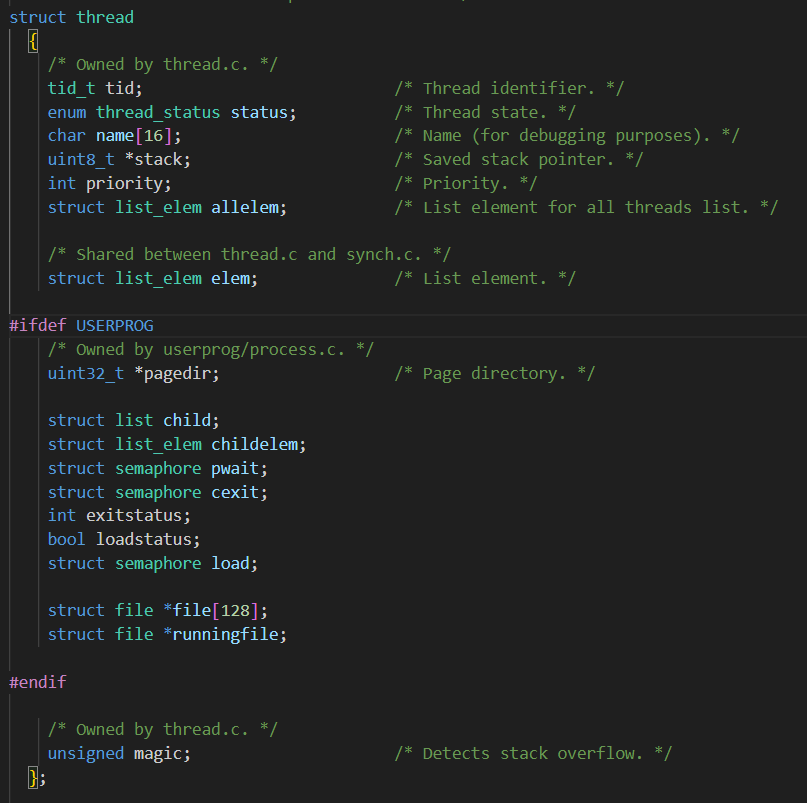 struct thread
{
/* Owned by thread.c. */
tid_t tid; /* Thread identifier. */
enum thread_status status; /* Thread state. */
char name[16]; /* Name (for debugging purposes). */
uint8_t *stack; /* Saved stack pointer. */
int priority; /* Priority. */
struct list_elem allelem; /* List element for all threads list. */
/* Shared between thread.c and synch.c. */
struct list_elem elem; /* List element. */
#ifdef USERPROG
/* Owned by userprog/process.c. */
uint32_t *pagedir; /* Page directory. */
struct list child;
struct list_elem childelem;
struct semaphore pwait;
struct semaphore cexit;
int exitstatus;
bool loadstatus;
struct semaphore load;
struct file *file[128];
struct file *runningfile;
#endif
/* Owned by thread.c. */
unsigned magic; /* Detects stack overflow. */
};